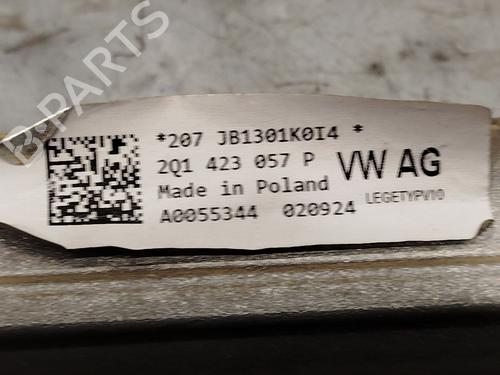 B-PARTS
*207 JB1301K0I4 *
2Q1 423 057 P
VW AG
Made in Poland
LEGETYPV10
A0055344 020924